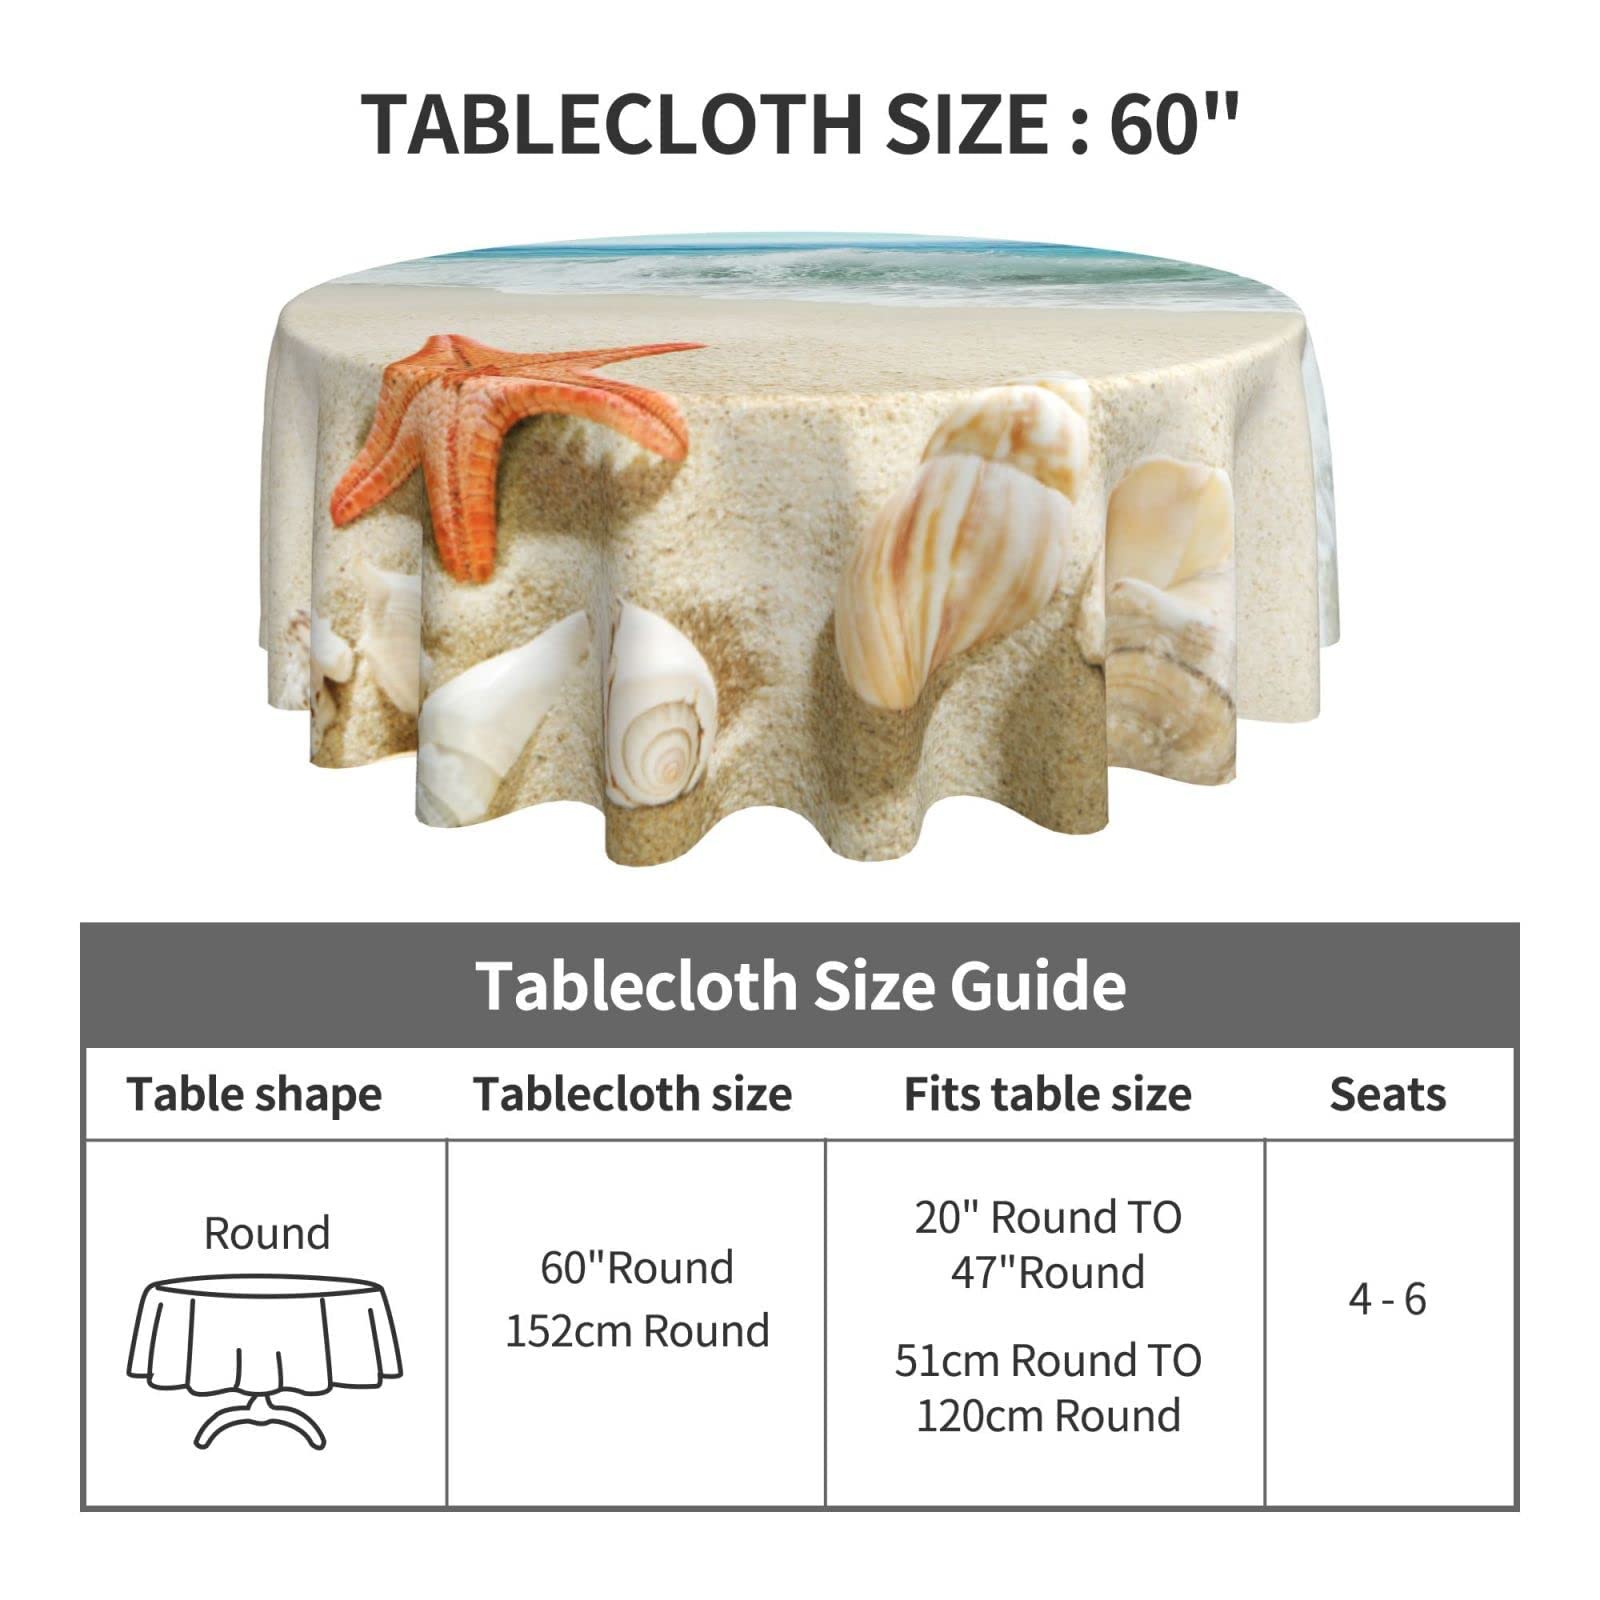 TABLECLOTH SIZE : 60"
Tablecloth Size Guide
Table shape
Tablecloth size
Fits table size
Seats
Round
60"Round
152cm Round
20" Round TO
47"Round
51cm Round TO
120cm Round
4 - 6